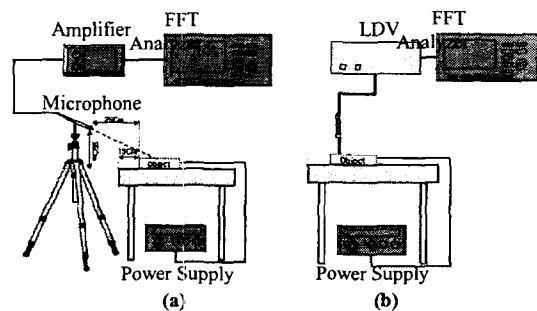 FFT
Amplifier
Analyzer
Microphone
Object
Power Supply
(a)
FFT
LDV
Analyzer
Object
Power Supply
(b)